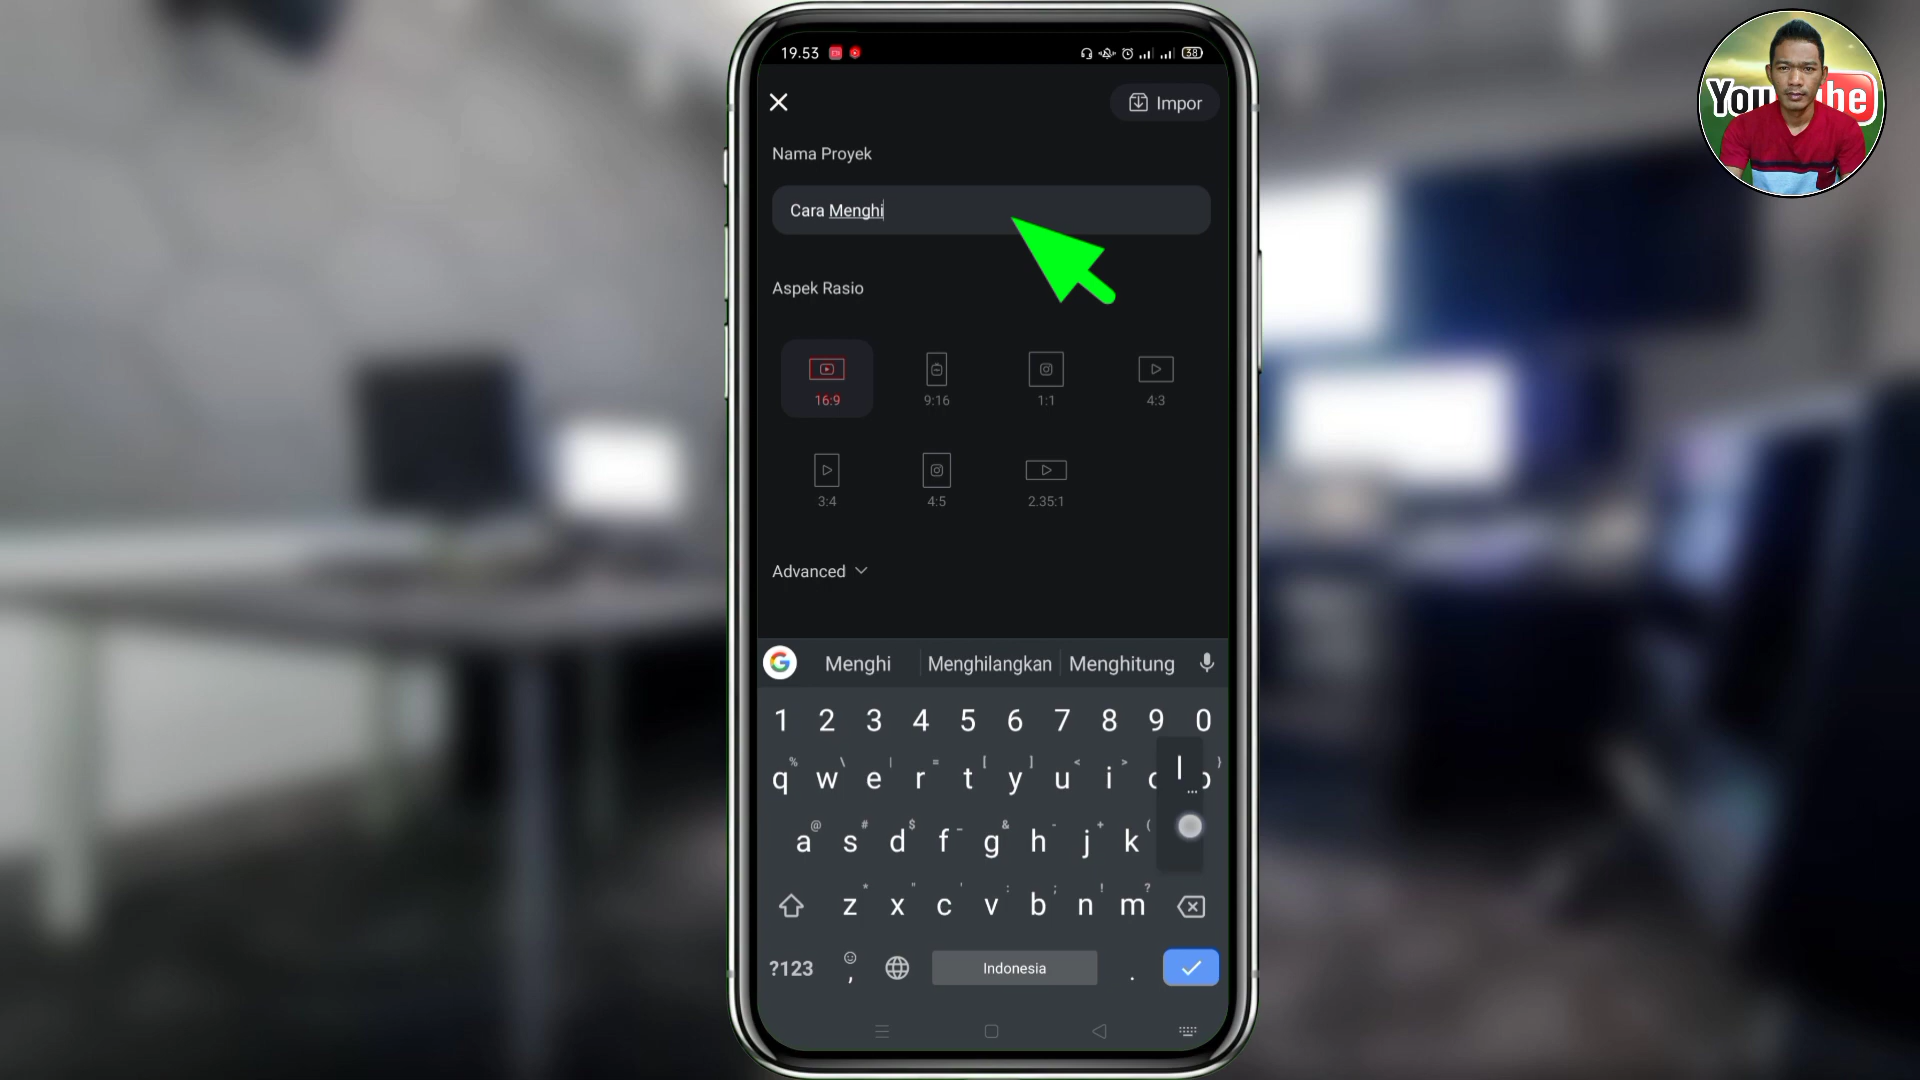 19.53
38
Impor
Nama Proyek
Cara Menghi
Aspek Rasio
16:9
9:16
1:1
4:3
3:4
4:5
2.35:1
Advanced
G
Menghi
Menghilangkan
Menghitung
1 2 3 4 5 6 7 8 9 0
% \ | = [ ] < > }
q w e r t y u i
l
...
@ # $ _ & - + (
a s d f g h j k
* " ' : ; ! ?
z x c v b n m
?123
,
Indonesia
.